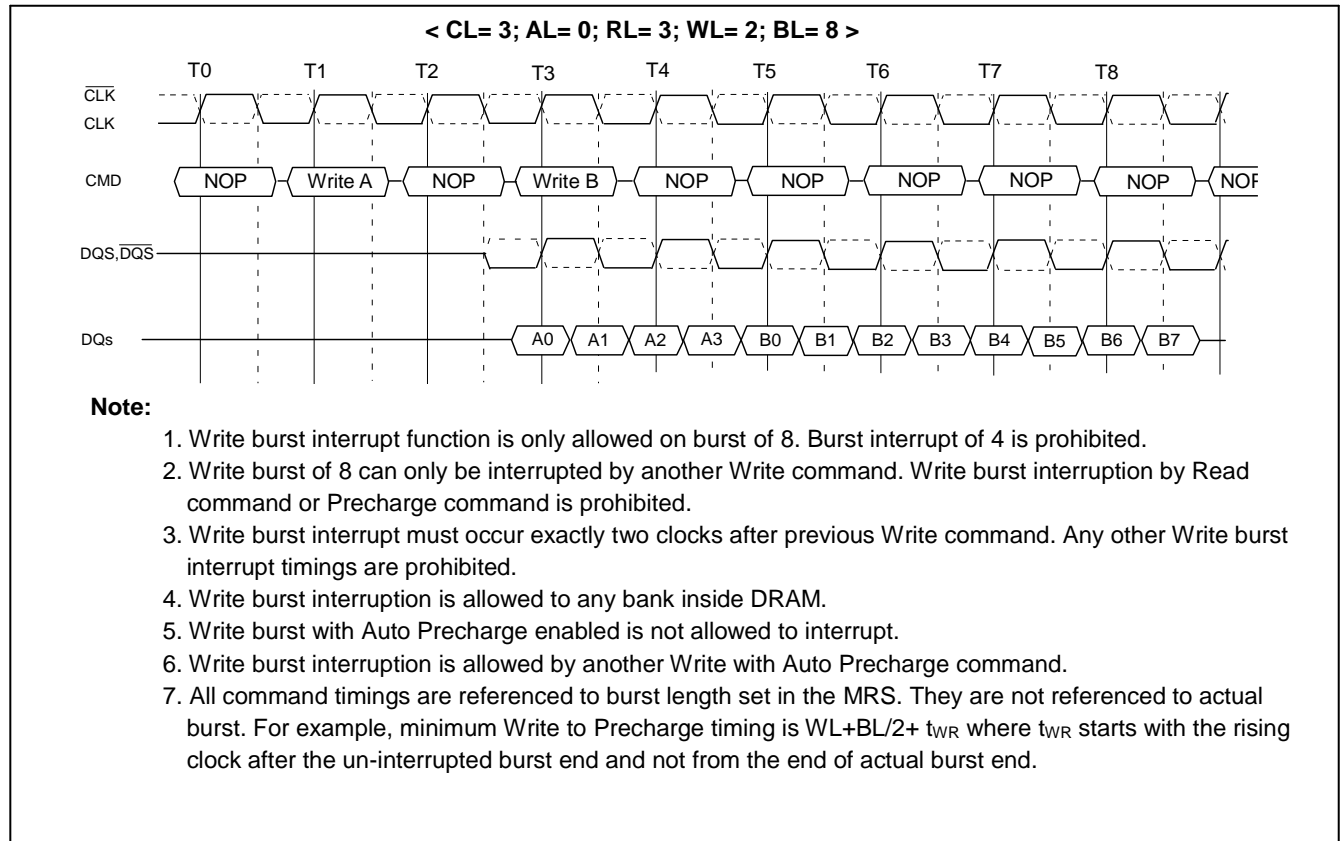 < CL= 3; AL= 0; RL= 3; WL= 2; BL= 8 >
T0 T1 T2 T3 T4 T5 T6 T7 T8
CLK
CLK
CMD NOP Write A NOP Write B NOP NOP NOP NOP NOP NOP
DQS,DQS
DQs A0 A1 A2 A3 B0 B1 B2 B3 B4 B5 B6 B7
Note:
1. Write burst interrupt function is only allowed on burst of 8. Burst interrupt of 4 is prohibited.
2. Write burst of 8 can only be interrupted by another Write command. Write burst interruption by Read
command or Precharge command is prohibited.
3. Write burst interrupt must occur exactly two clocks after previous Write command. Any other Write burst
interrupt timings are prohibited.
4. Write burst interruption is allowed to any bank inside DRAM.
5. Write burst with Auto Precharge enabled is not allowed to interrupt.
6. Write burst interruption is allowed by another Write with Auto Precharge command.
7. All command timings are referenced to burst length set in the MRS. They are not referenced to actual
burst. For example, minimum Write to Precharge timing is WL+BL/2+ tWR where tWR starts with the rising
clock after the un-interrupted burst end and not from the end of actual burst end.